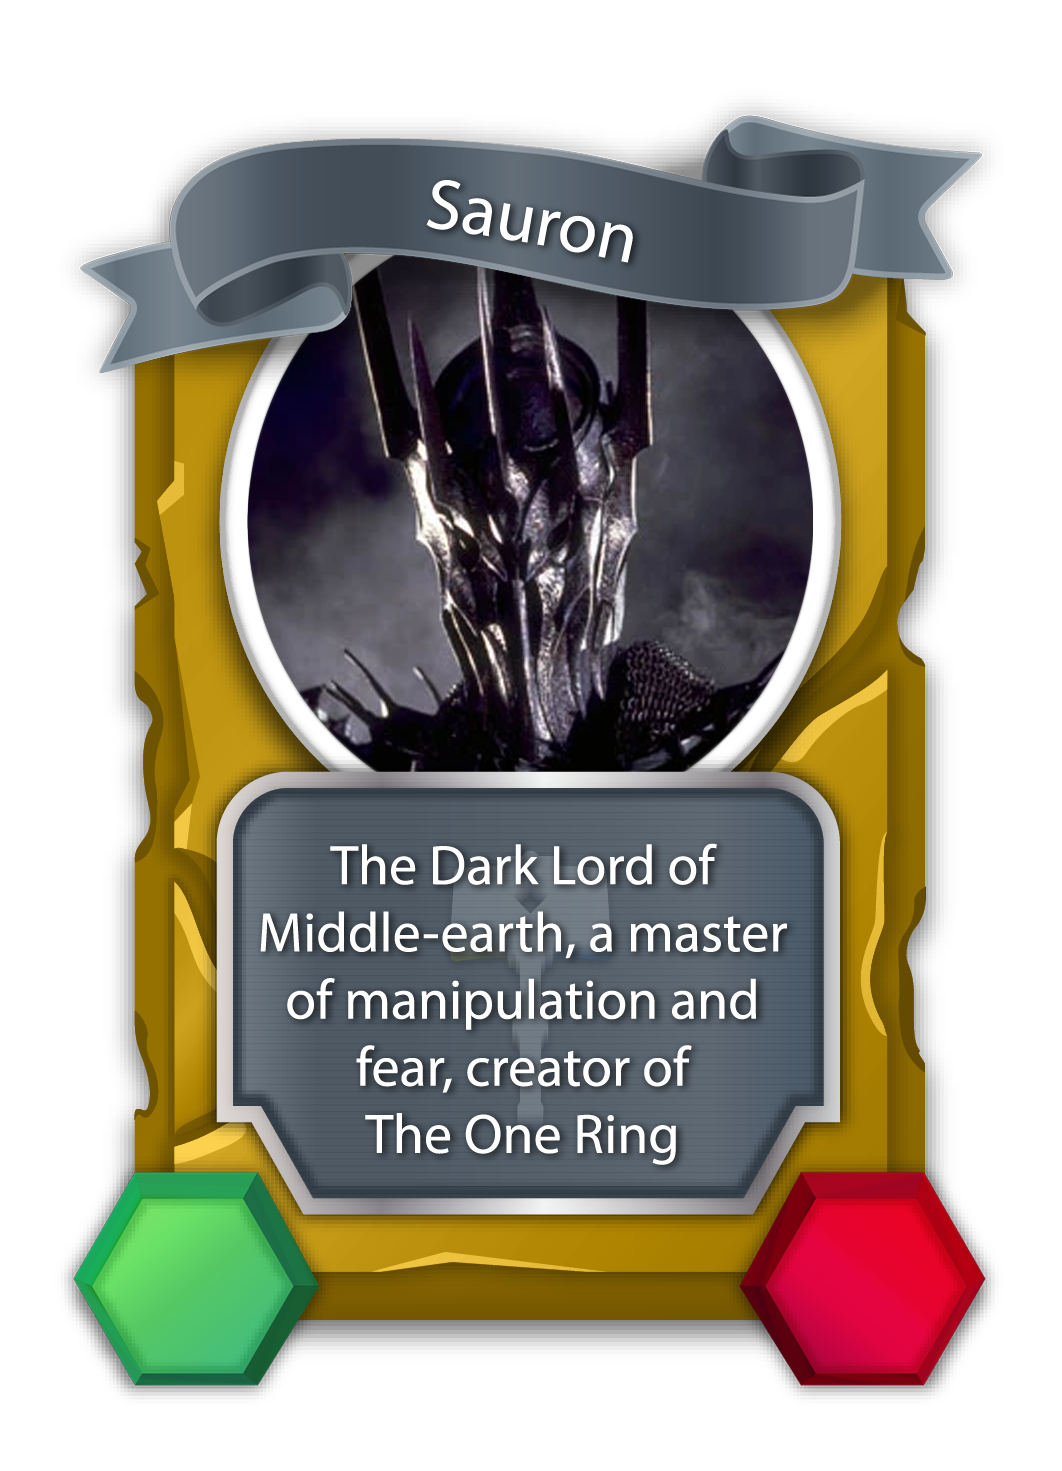 Sauron
The Dark Lord of
Middle-earth, a master
of manipulation and
fear, creator of
The One Ring